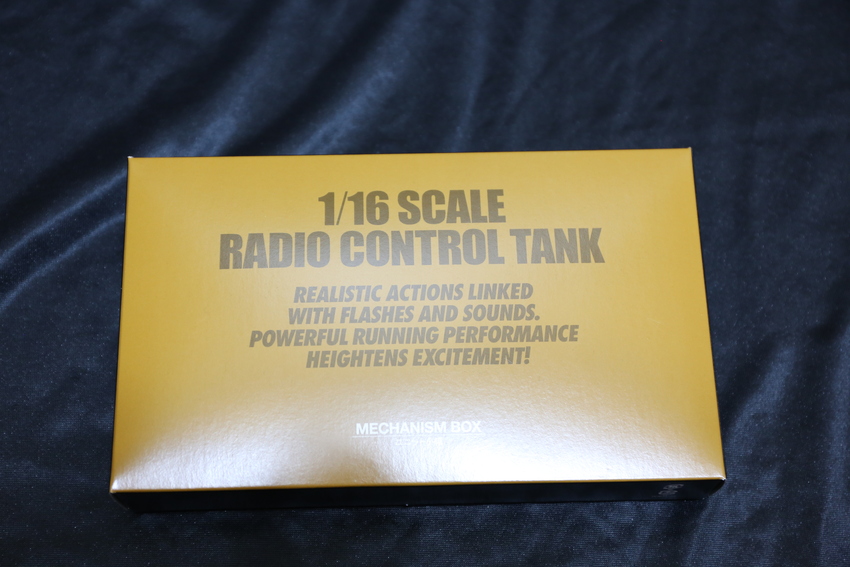 1/16 SCALE
RADIO CONTROL TANK
REALISTIC ACTIONS LINKED
WITH FLASHES AND SOUNDS.
POWERFUL RUNNING PERFORMANCE
HEIGHTENS EXCITEMENT!
MECHANISM BOX